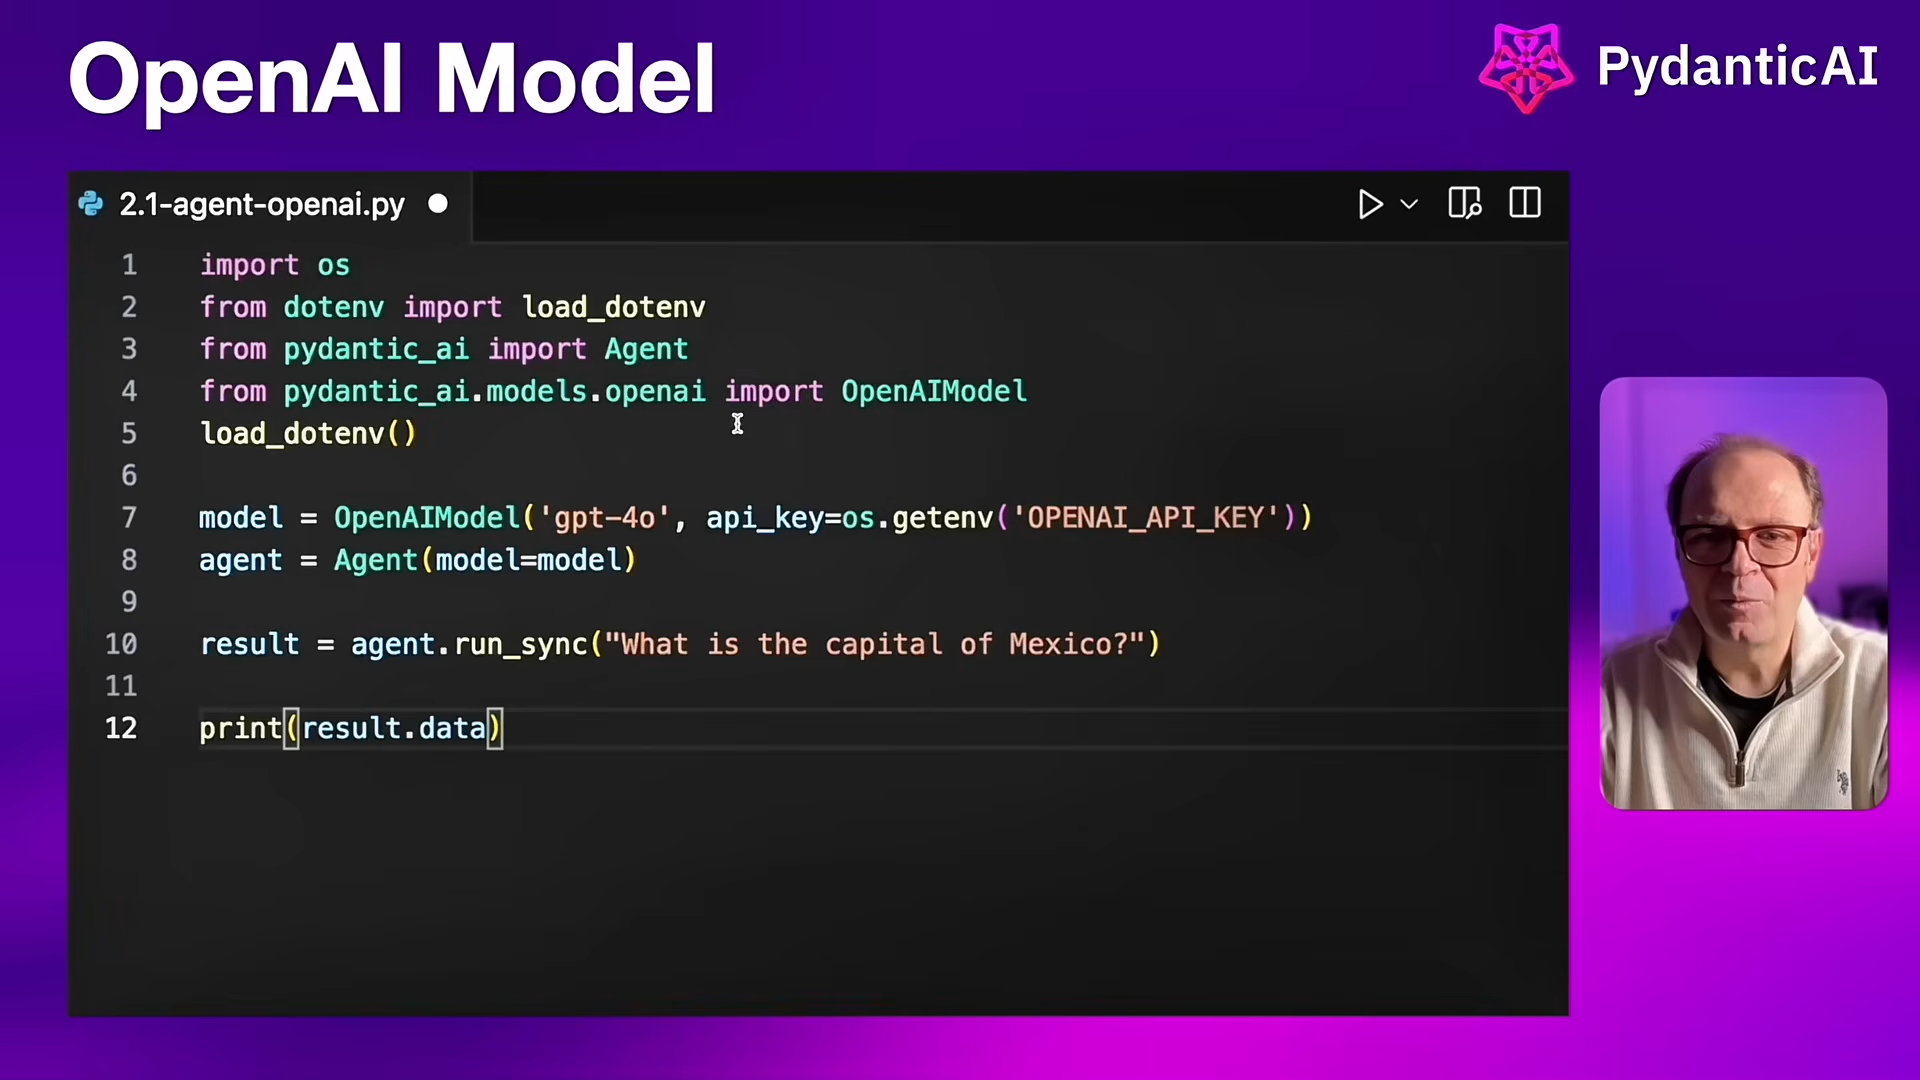 OpenAI Model
PydanticAI
2.1-agent-openai.py
1 import os
2 from dotenv import load_dotenv
3 from pydantic_ai import Agent
4 from pydantic_ai.models.openai import OpenAIModel
5 load_dotenv()
6
7 model = OpenAIModel('gpt-4o', api_key=os.getenv('OPENAI_API_KEY'))
8 agent = Agent(model=model)
9
10 result = agent.run_sync("What is the capital of Mexico?")
11
12 print(result.data)